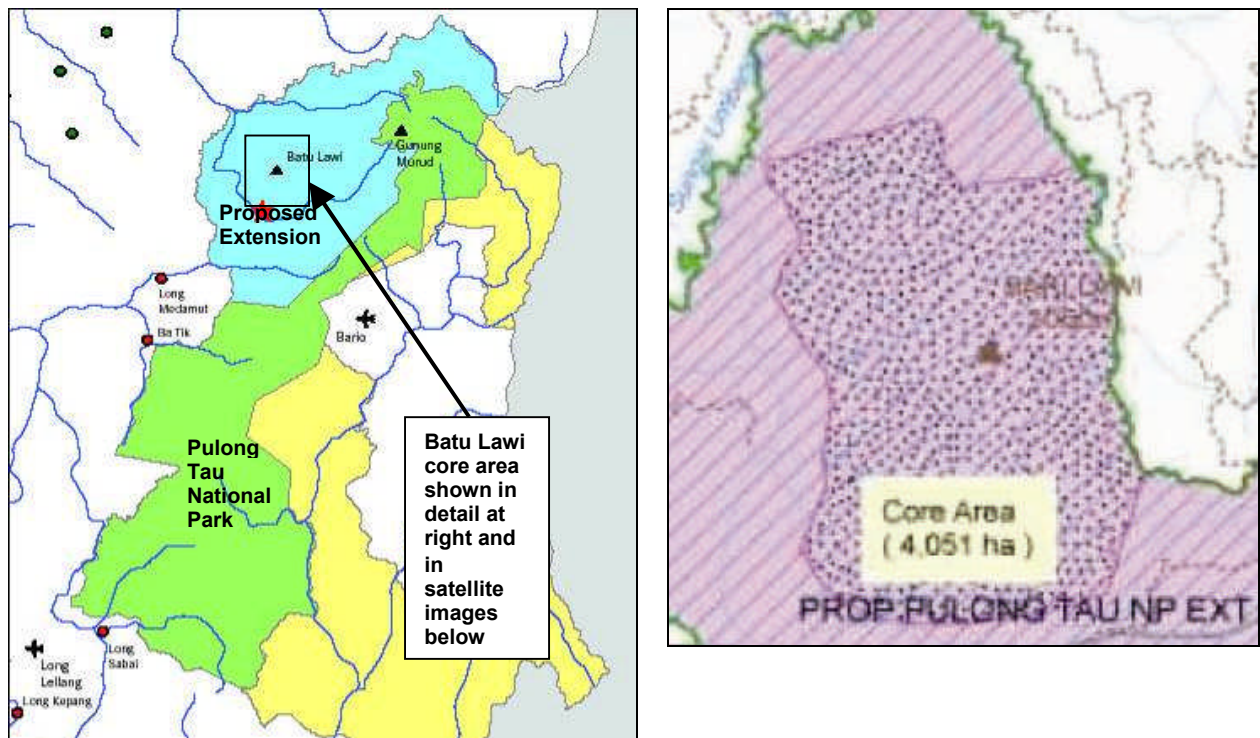 Batu Lawi
Gunung
Murud
Proposed
Extension
Long
Medamut
Ba Tik
Bario
Pulong
Tau
National
Park
Batu Lawi
core area
shown in
detail at
right and
in
satellite
images
below
Long
Sabai
Long
Lellang
Long Kepang
Core Area
( 4,051 ha )
PROP.PULONG TAU NP EXT